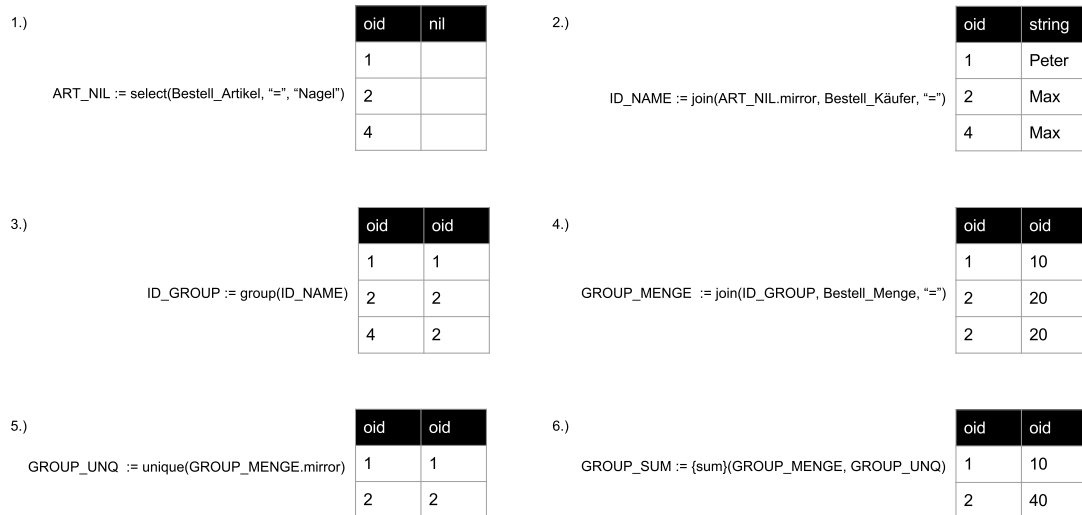 1.)
ART_NIL := select(Bestell_Artikel, “=”, “Nagel”)
oid nil
1
2
4
2.)
ID_NAME := join(ART_NIL.mirror, Bestell_Käufer, “=”)
oid string
1 Peter
2 Max
4 Max
3.)
ID_GROUP := group(ID_NAME)
oid oid
1 1
2 2
4 2
4.)
GROUP_MENGE := join(ID_GROUP, Bestell_Menge, “=”)
oid oid
1 10
2 20
2 20
5.)
GROUP_UNQ := unique(GROUP_MENGE.mirror)
oid oid
1 1
2 2
6.)
GROUP_SUM := {sum}(GROUP_MENGE, GROUP_UNQ)
oid oid
1 10
2 40